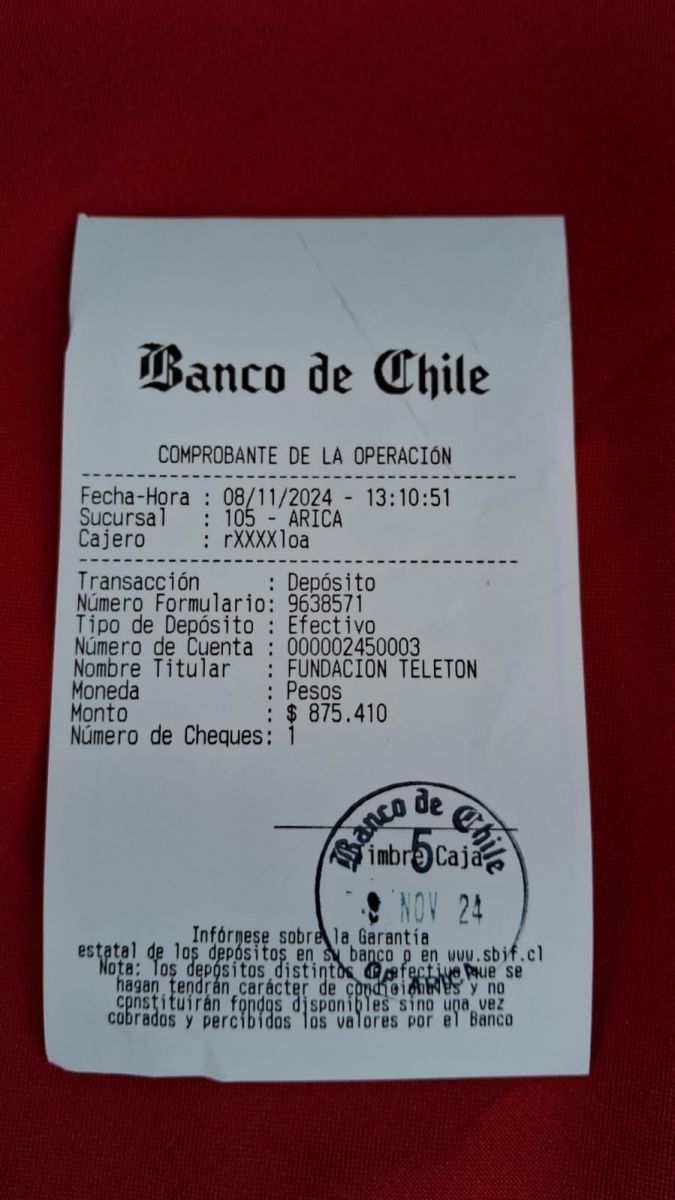 Banco de Chile
COMPROBANTE DE LA OPERACIÓN
Fecha-Hora : 08/11/2024 - 13:10:51
Sucursal : 105 - ARICA
Cajero : rXXXXloa
Transacción : Depósito
Número Formulario: 9638571
Tipo de Depósito : Efectivo
Número de Cuenta : 000002450003
Nombre Titular : FUNDACION TELETON
Moneda : Pesos
Monto : $ 875.410
Número de Cheques: 1
Banco de Chile
5
Timbre Caja
NOV 24
ARICA
Infórmese sobre la Garantía
estatal de los depósitos en su banco o en www.sbif.cl
Nota: los depósitos distintos de efectivo que se
hagan tendrán carácter de condicionales y no
constituirán fondos disponibles sino una vez
cobrados y percibidos los valores por el Banco